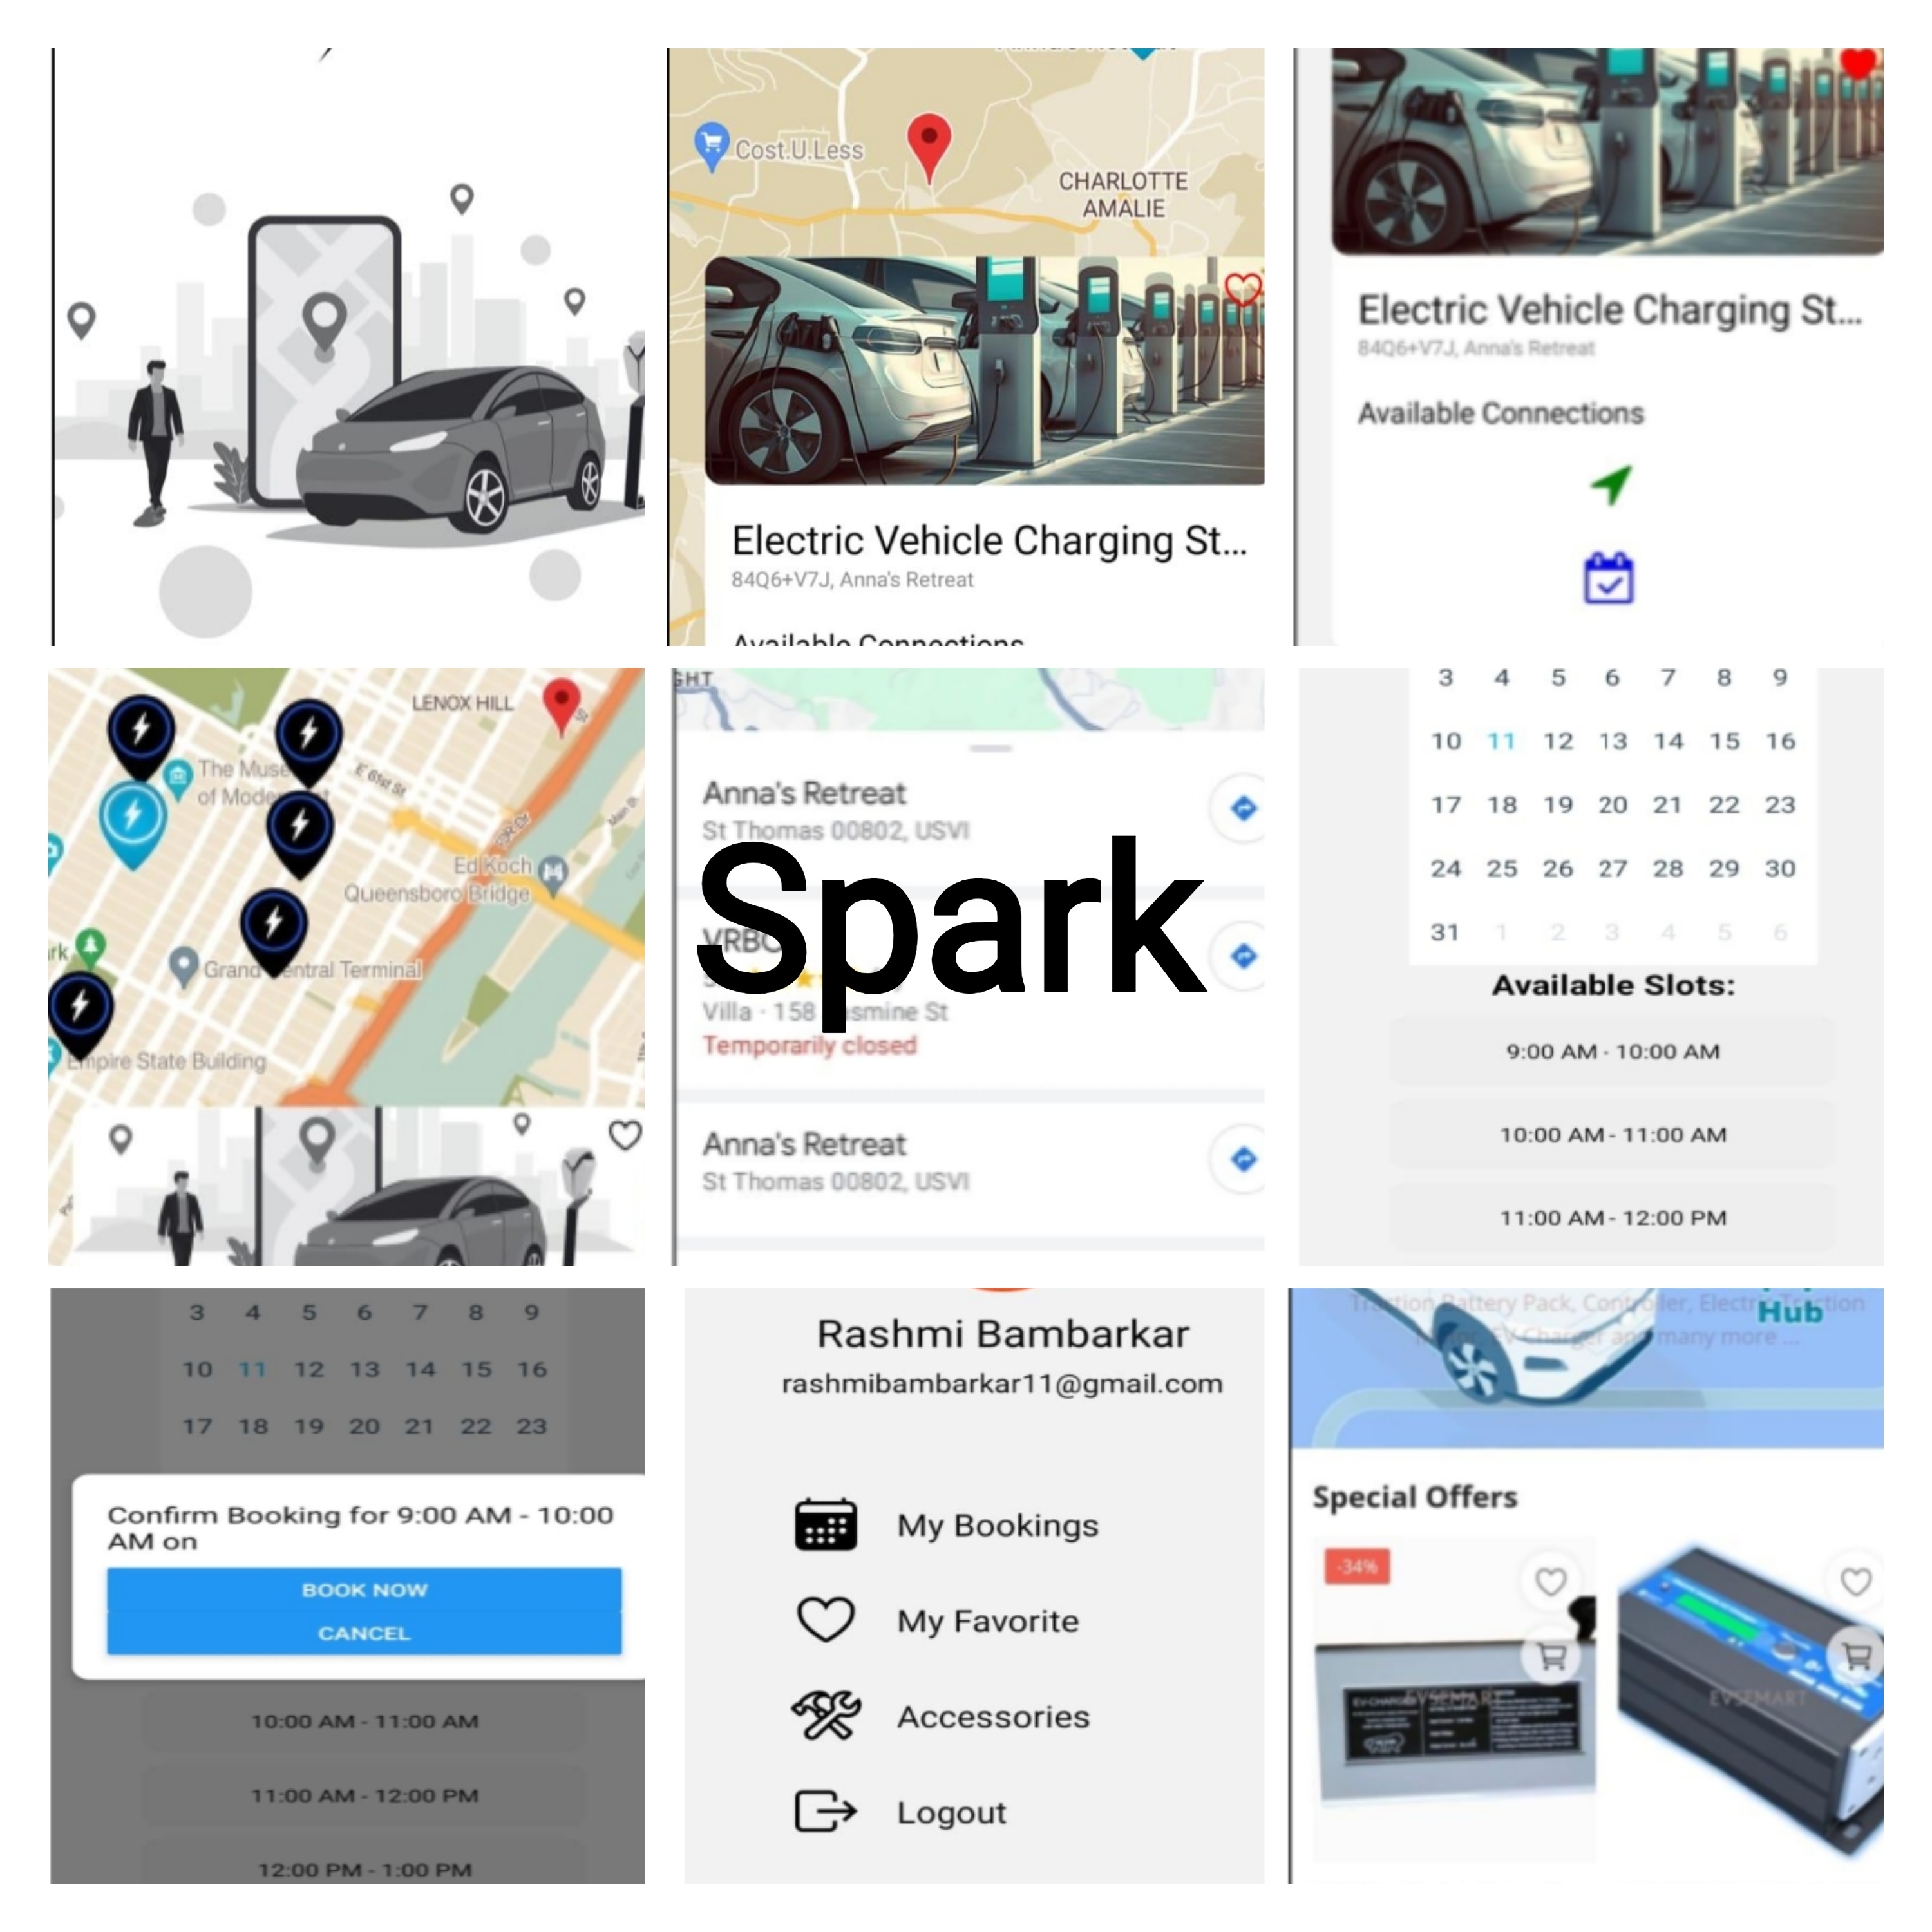 Cost.U.Less
CHARLOTTE
AMALIE
Electric Vehicle Charging St...
84Q6+V7J, Anna's Retreat
Available Connections
Electric Vehicle Charging St...
84Q6+V7J, Anna's Retreat
Available Connections
LENOX HILL
St
The Muse
of Mode
E 61st St
FDR Dr
Main St
Ed Koch
Queensboro Bridge
Grand Central Terminal
rk
Empire State Building
GHT
Anna's Retreat
St Thomas 00802, USVI
Spark
VRBO
Villa · 158 Jasmine St
Temporarily closed
Anna's Retreat
St Thomas 00802, USVI
3 4 5 6 7 8 9
10 11 12 13 14 15 16
17 18 19 20 21 22 23
24 25 26 27 28 29 30
31 1 2 3 4 5 6
Available Slots:
9:00 AM - 10:00 AM
10:00 AM - 11:00 AM
11:00 AM - 12:00 PM
3 4 5 6 7 8 9
10 11 12 13 14 15 16
17 18 19 20 21 22 23
Confirm Booking for 9:00 AM - 10:00
AM on
BOOK NOW
CANCEL
10:00 AM - 11:00 AM
11:00 AM - 12:00 PM
12:00 PM - 1:00 PM
Rashmi Bambarkar
rashmibambarkar11@gmail.com
My Bookings
My Favorite
Accessories
Logout
Traction Battery Pack, Controller, Electric Traction
Motor, EV Charger and many more ...
Hub
Special Offers
-34%
EV-CHARGER
EVSEMART
EVSEMART